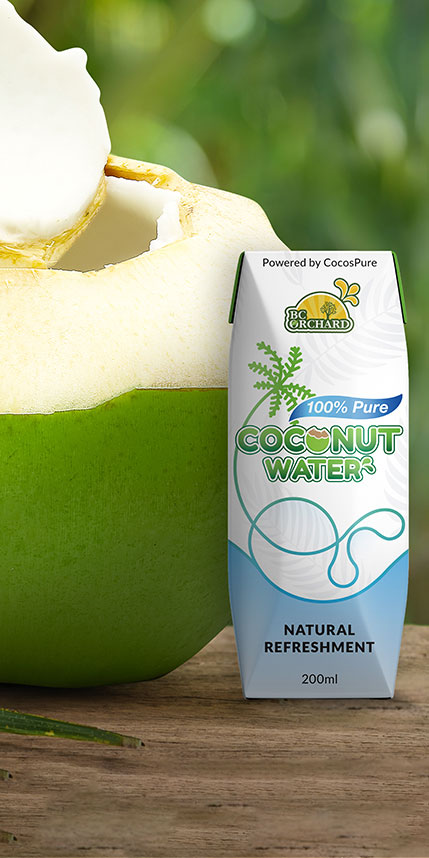 Powered by CocosPure
BC
ORCHARD
100% Pure
COCONUT
WATER
NATURAL
REFRESHMENT
200ml